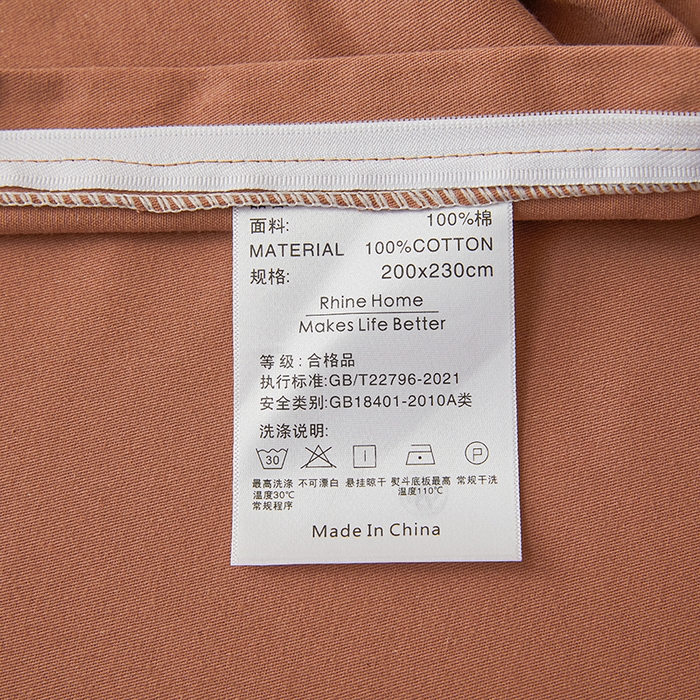 面料: 100%棉
MATERIAL 100%COTTON
规格: 200x230cm
Rhine Home
Makes Life Better
等级:合格品
执行标准:GB/T22796-2021
安全类别:GB18401-2010A类
洗涤说明:
30 P
最高洗涤 不可漂白 悬挂晾干 熨斗底板最高 常规干洗
温度30℃ 温度110℃
常规程序
Made In China